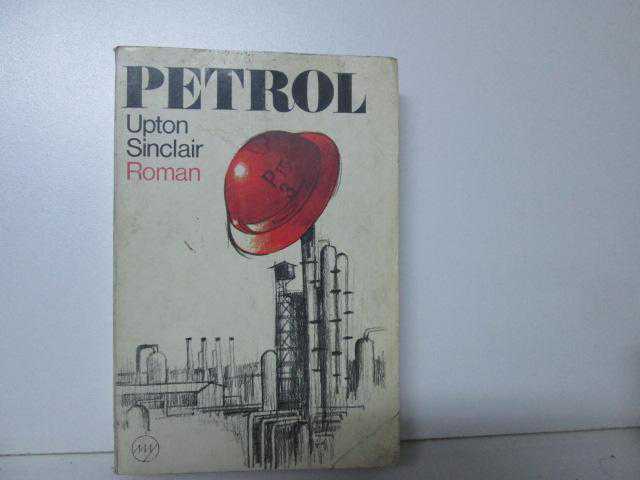 PETROL
Upton
Sinclair
Roman